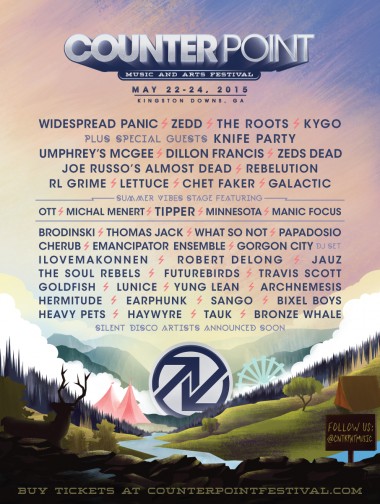 COUNTERPOINT
MUSIC AND ARTS FESTIVAL
MAY 22-24, 2015
KINGSTON DOWNS, GA
WIDESPREAD PANIC ZEDD THE ROOTS KYGO
PLUS SPECIAL GUESTS KNIFE PARTY
UMPHREY'S MCGEE DILLON FRANCIS ZEDS DEAD
JOE RUSSO'S ALMOST DEAD REBELUTION
RL GRIME LETTUCE CHET FAKER GALACTIC
SUMMER VIBES STAGE FEATURING
OTT MICHAL MENERT TIPPER MINNESOTA MANIC FOCUS
BRODINSKI THOMAS JACK WHAT SO NOT PAPADOSIO
CHERUB EMANCIPATOR ENSEMBLE GORGON CITY DJ SET
ILOVEMAKONNEN ROBERT DELONG JAUZ
THE SOUL REBELS FUTUREBIRDS TRAVIS SCOTT
GOLDFISH LUNICE YUNG LEAN ARCHNEMESIS
HERMITUDE EARPHUNK SANGO BIXEL BOYS
HEAVY PETS HAYWYRE TAUK BRONZE WHALE
SILENT DISCO ARTISTS ANNOUNCED SOON
FOLLOW US:
@CNTRPNTMUSIC
BUY TICKETS AT COUNTERPOINTFESTIVAL.COM